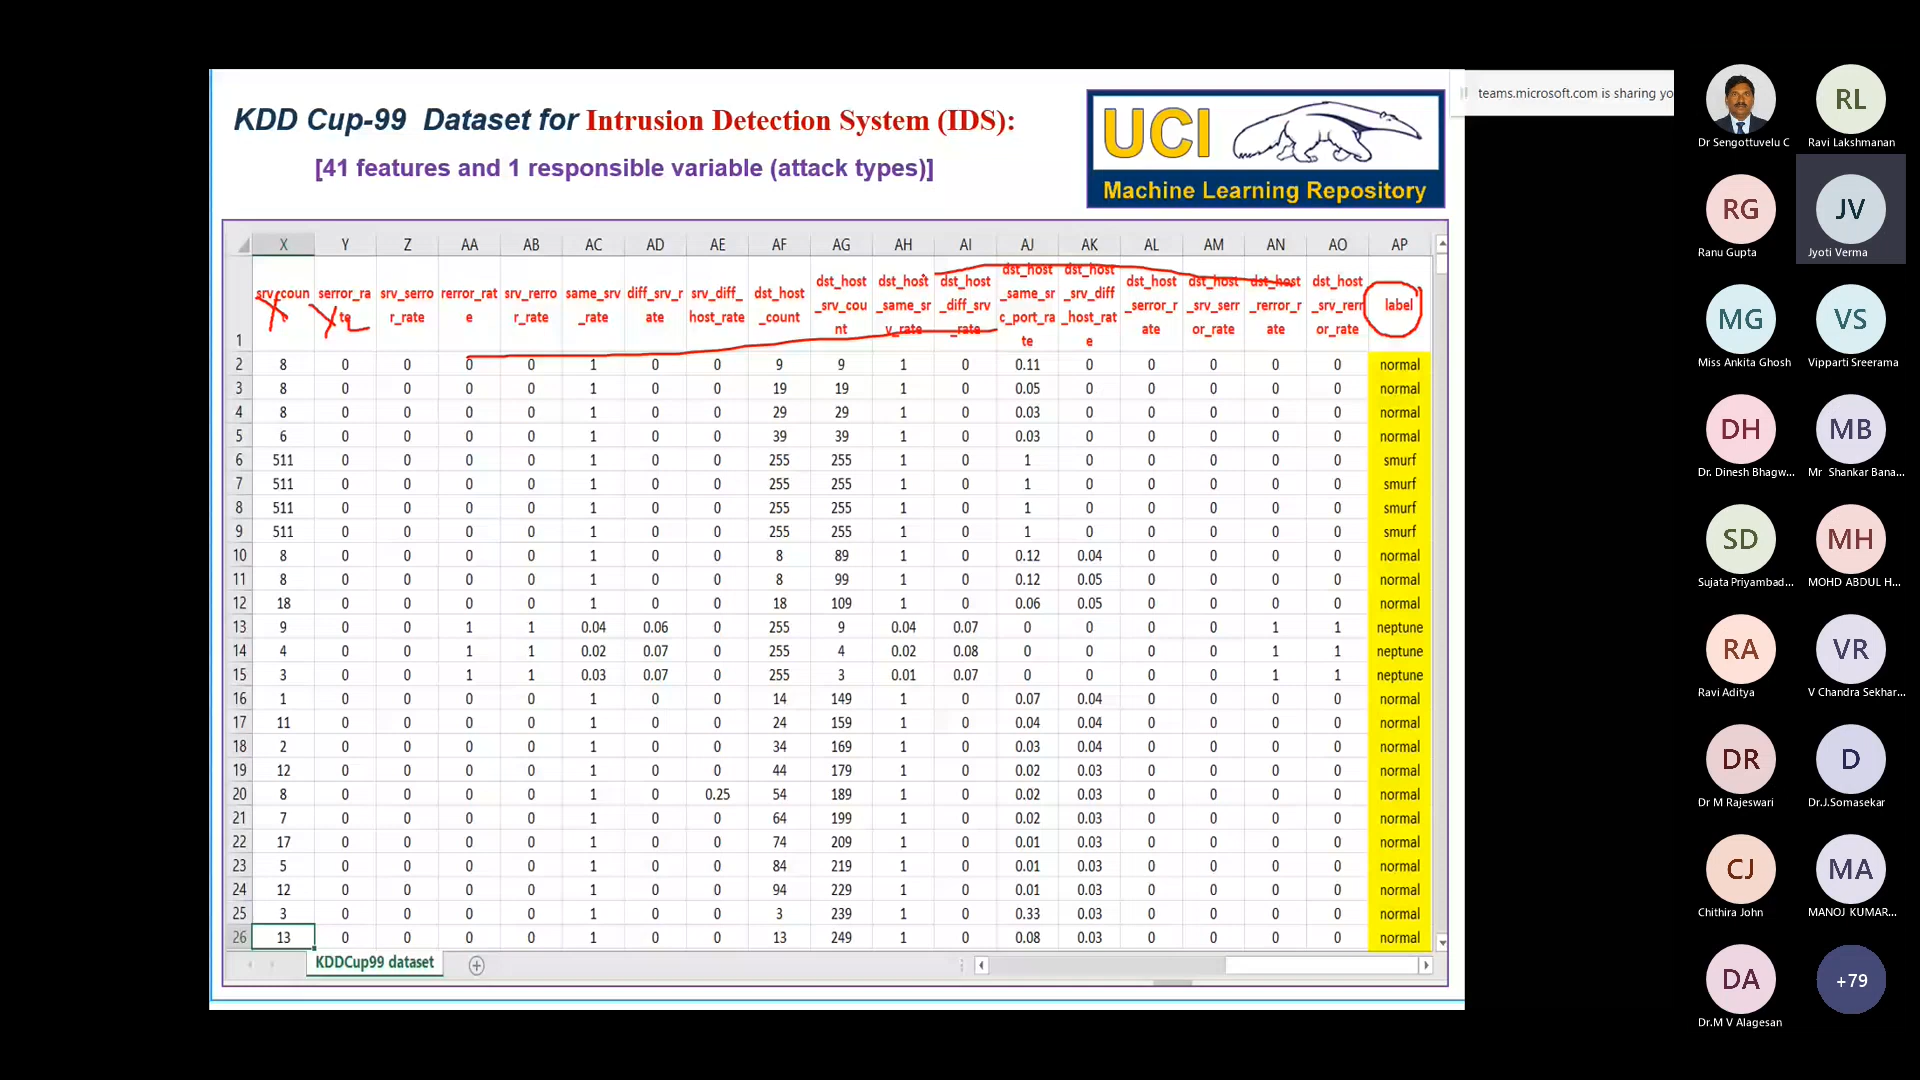 KDD Cup-99 Dataset for Intrusion Detection System (IDS):
[41 features and 1 responsible variable (attack types)]
UCI
Machine Learning Repository
teams.microsoft.com is sharing yo
X Y Z AA AB AC AD AE AF AG AH AI AJ AK AL AM AN AO AP
1 srv_coun serror_rate srv_serror_rate rerror_rate srv_rerror_rate same_srv_rate diff_srv_rate srv_diff_host_rate dst_host_count dst_host_srv_count dst_host_same_srv_rate dst_host_diff_srv_rate dst_host_same_src_port_rate dst_host_srv_diff_host_rate dst_host_serror_rate dst_host_srv_serror_rate dst_host_rerror_rate dst_host_srv_rerror_rate label
X X2
2 8 0 0 0 0 1 0 0 9 9 1 0 0.11 0 0 0 0 0 normal
3 8 0 0 0 0 1 0 0 19 19 1 0 0.05 0 0 0 0 0 normal
4 8 0 0 0 0 1 0 0 29 29 1 0 0.03 0 0 0 0 0 normal
5 6 0 0 0 0 1 0 0 39 39 1 0 0.03 0 0 0 0 0 normal
6 511 0 0 0 0 1 0 0 255 255 1 0 1 0 0 0 0 0 smurf
7 511 0 0 0 0 1 0 0 255 255 1 0 1 0 0 0 0 0 smurf
8 511 0 0 0 0 1 0 0 255 255 1 0 1 0 0 0 0 0 smurf
9 511 0 0 0 0 1 0 0 255 255 1 0 1 0 0 0 0 0 smurf
10 8 0 0 0 0 1 0 0 8 89 1 0 0.12 0.04 0 0 0 0 normal
11 8 0 0 0 0 1 0 0 8 99 1 0 0.12 0.05 0 0 0 0 normal
12 18 0 0 0 0 1 0 0 18 109 1 0 0.06 0.05 0 0 0 0 normal
13 9 0 0 1 1 0.04 0.06 0 255 9 0.04 0.07 0 0 0 0 1 1 neptune
14 4 0 0 1 1 0.02 0.07 0 255 4 0.02 0.08 0 0 0 0 1 1 neptune
15 3 0 0 1 1 0.03 0.07 0 255 3 0.01 0.07 0 0 0 0 1 1 neptune
16 1 0 0 0 0 1 0 0 14 149 1 0 0.07 0.04 0 0 0 0 normal
17 11 0 0 0 0 1 0 0 24 159 1 0 0.04 0.04 0 0 0 0 normal
18 2 0 0 0 0 1 0 0 34 169 1 0 0.03 0.04 0 0 0 0 normal
19 12 0 0 0 0 1 0 0 44 179 1 0 0.02 0.03 0 0 0 0 normal
20 8 0 0 0 0 1 0 0.25 54 189 1 0 0.02 0.03 0 0 0 0 normal
21 7 0 0 0 0 1 0 0 64 199 1 0 0.02 0.03 0 0 0 0 normal
22 17 0 0 0 0 1 0 0 74 209 1 0 0.01 0.03 0 0 0 0 normal
23 5 0 0 0 0 1 0 0 84 219 1 0 0.01 0.03 0 0 0 0 normal
24 12 0 0 0 0 1 0 0 94 229 1 0 0.01 0.03 0 0 0 0 normal
25 3 0 0 0 0 1 0 0 3 239 1 0 0.33 0.03 0 0 0 0 normal
26 13 0 0 0 0 1 0 0 13 249 1 0 0.08 0.03 0 0 0 0 normal
KDDCup99 dataset
RL
Dr Sengottuvelu C Ravi Lakshmanan
RG JV
Ranu Gupta Jyoti Verma
MG VS
Miss Ankita Ghosh Vipparti Sreerama
DH MB
Dr. Dinesh Bhagw... Mr Shankar Bana...
SD MH
Sujata Priyambad... MOHD ABDUL H...
RA VR
Ravi Aditya V Chandra Sekhar...
DR D
Dr M Rajeswari Dr.J.Somasekar
CJ MA
Chithira John MANOJ KUMAR...
DA +79
Dr.M V Alagesan